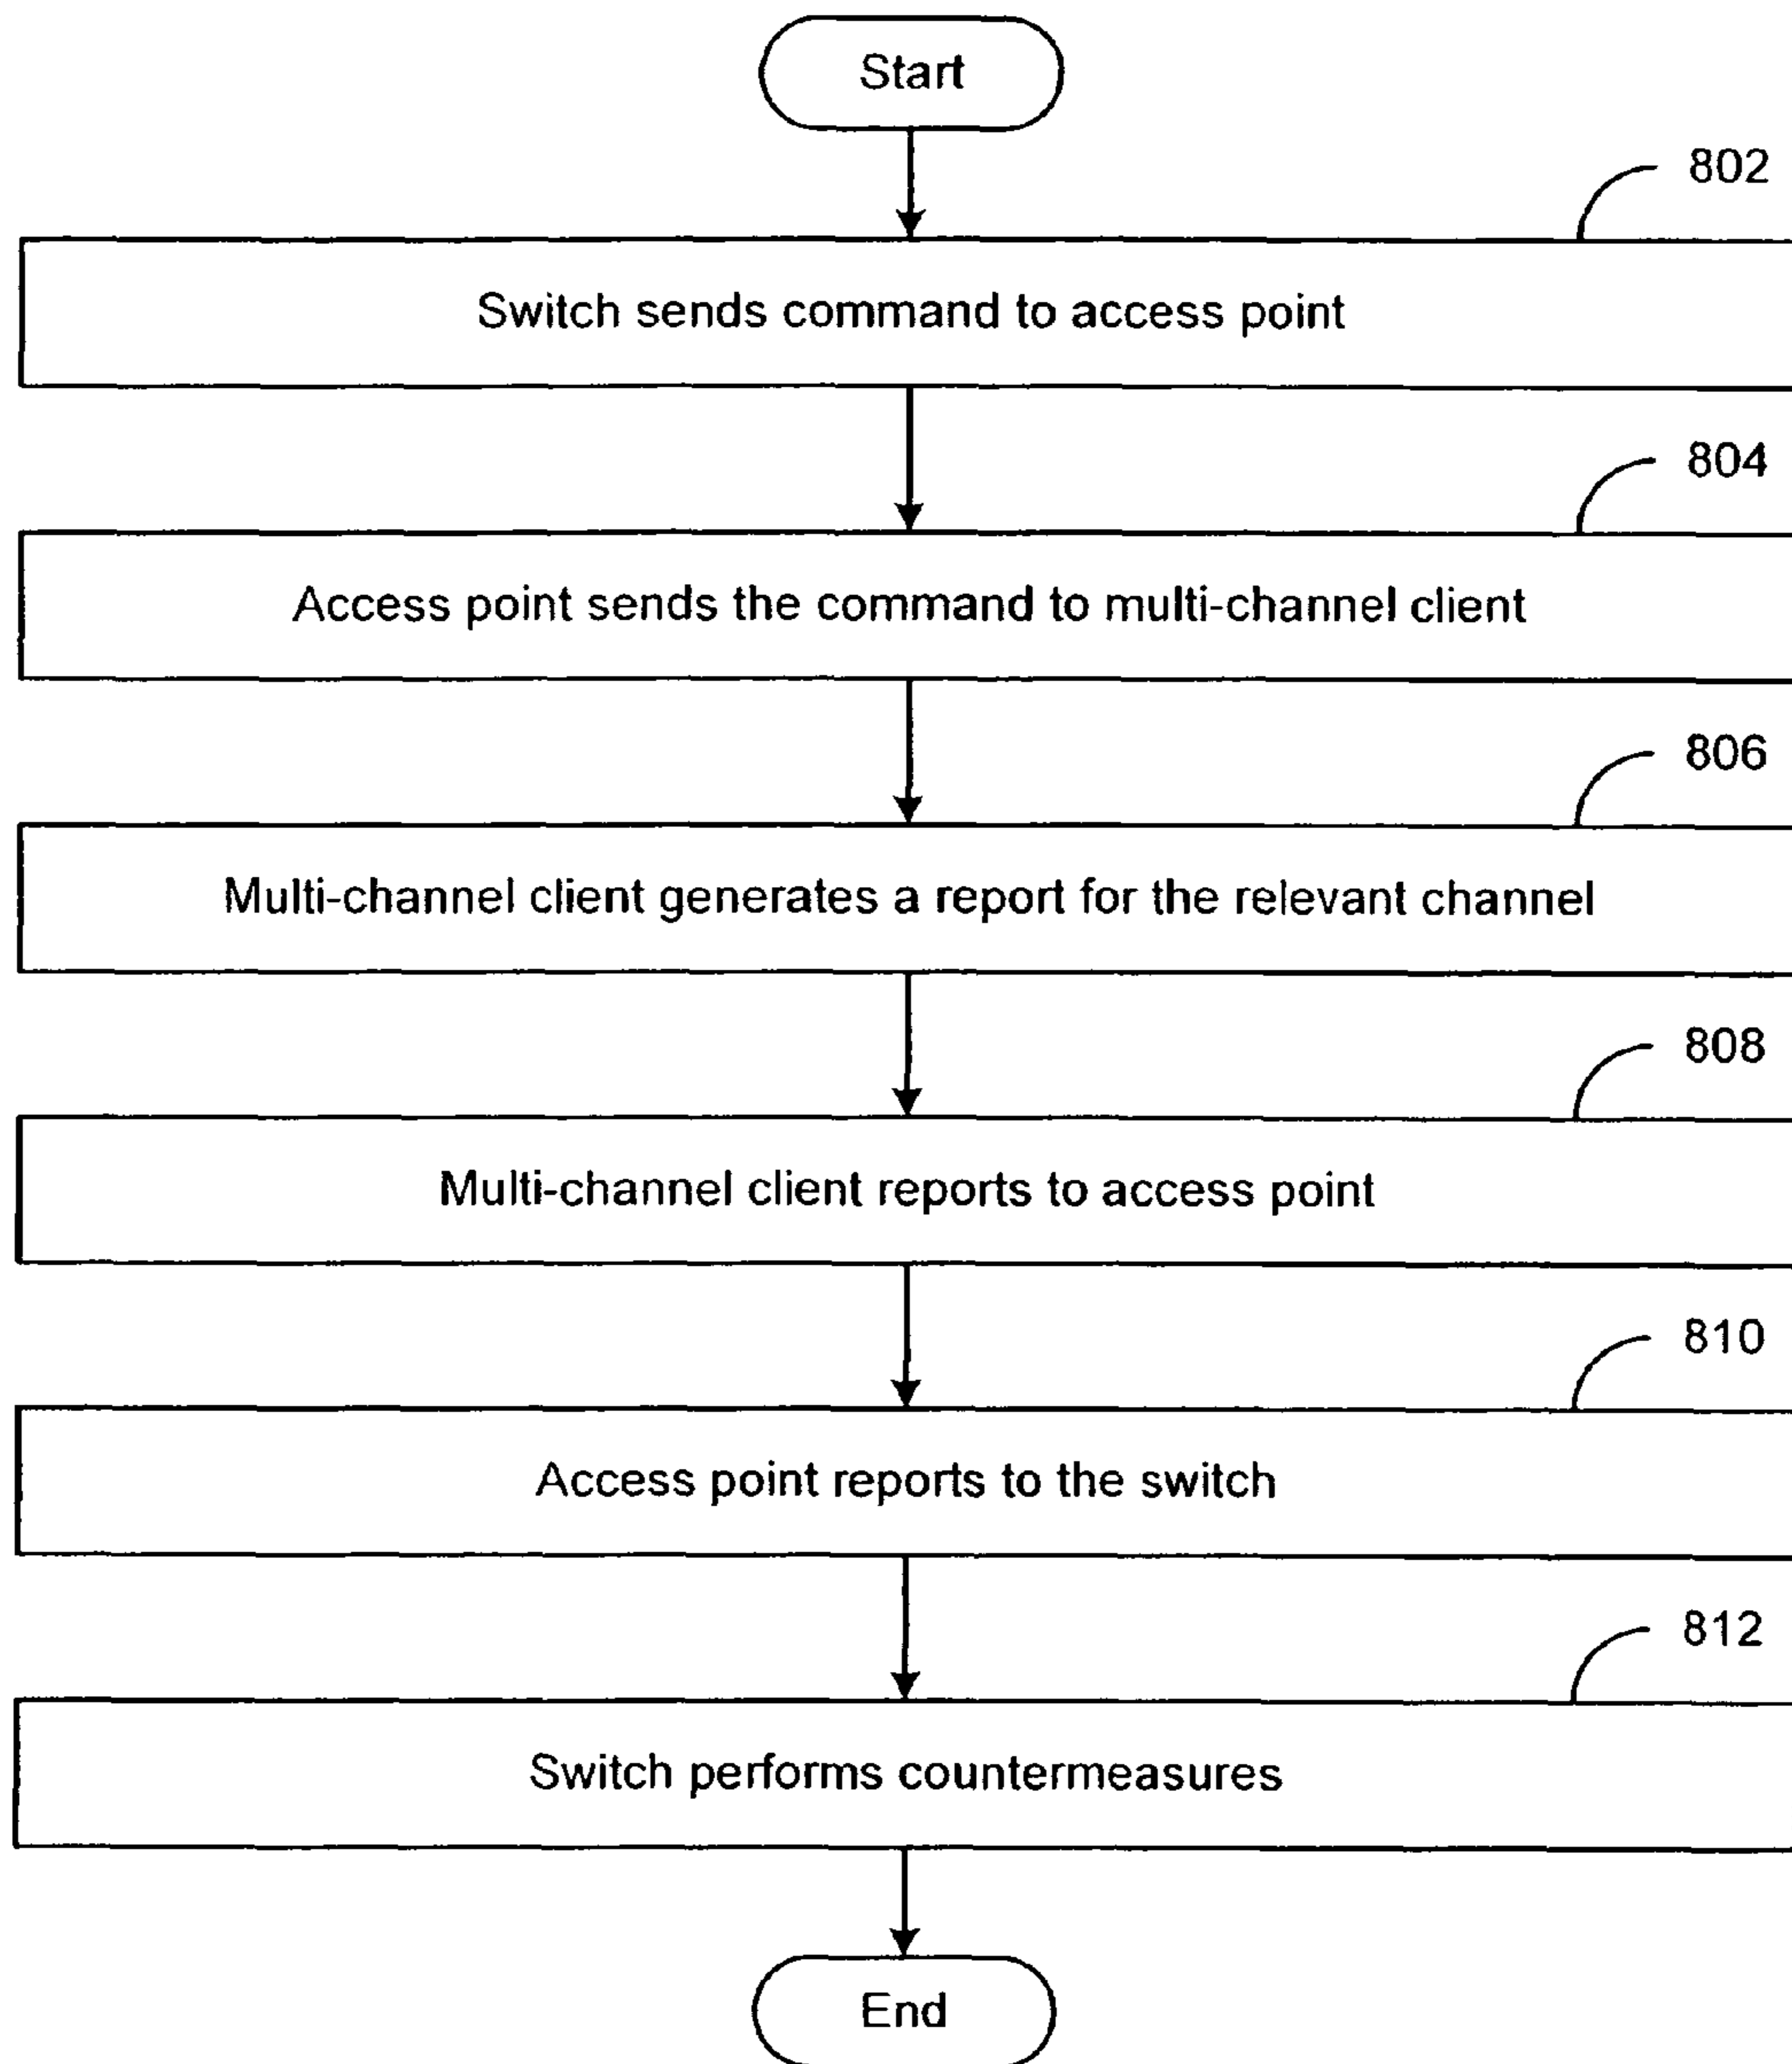 Start
802
Switch sends command to access point
804
Access point sends the command to multi-channel client
806
Multi-channel client generates a report for the relevant channel
808
Multi-channel client reports to access point
810
Access point reports to the switch
812
Switch performs countermeasures
End